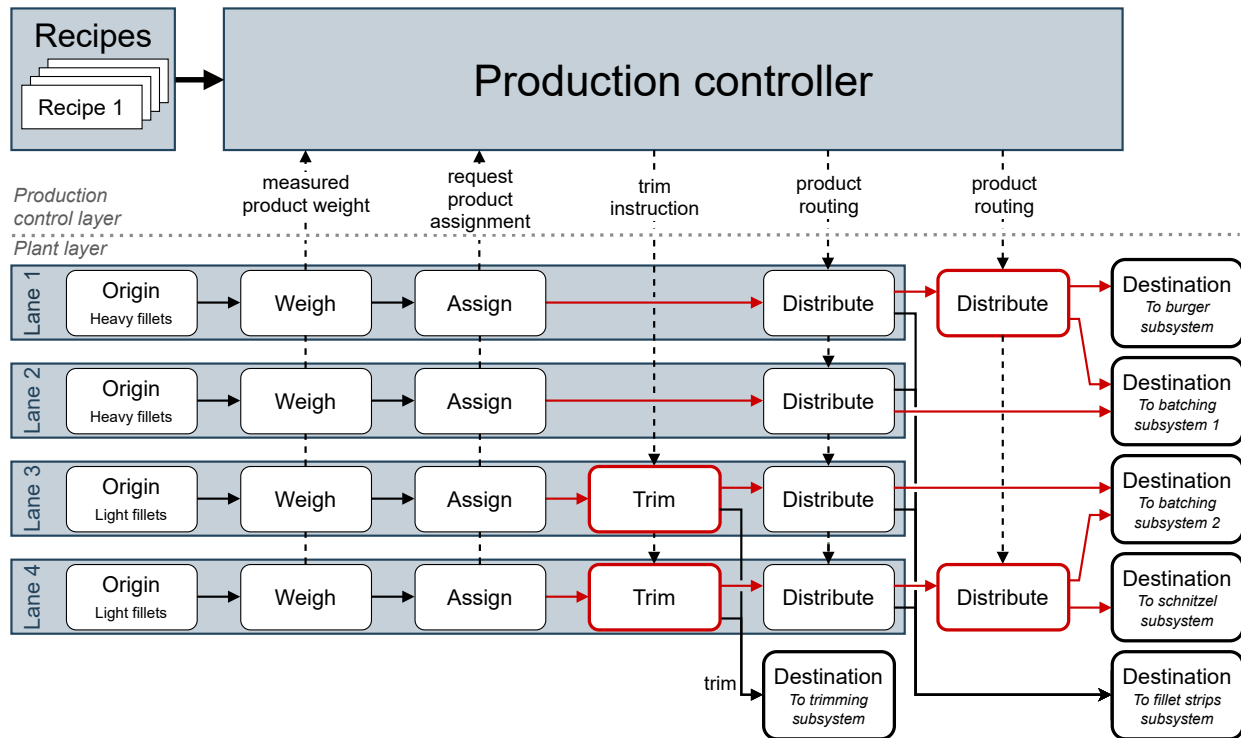 Recipes
Recipe 1
Production controller
measured
product weight
request
product
assignment
trim
instruction
product
routing
product
routing
Production
control layer
Plant layer
Lane 1
Origin
Heavy fillets
Weigh
Assign
Distribute
Distribute
Destination
To burger
subsystem
Lane 2
Origin
Heavy fillets
Weigh
Assign
Distribute
Destination
To batching
subsystem 1
Lane 3
Origin
Light fillets
Weigh
Assign
Trim
Distribute
Destination
To batching
subsystem 2
Lane 4
Origin
Light fillets
Weigh
Assign
Trim
Distribute
Distribute
Destination
To schnitzel
subsystem
trim
Destination
To trimming
subsystem
Destination
To fillet strips
subsystem